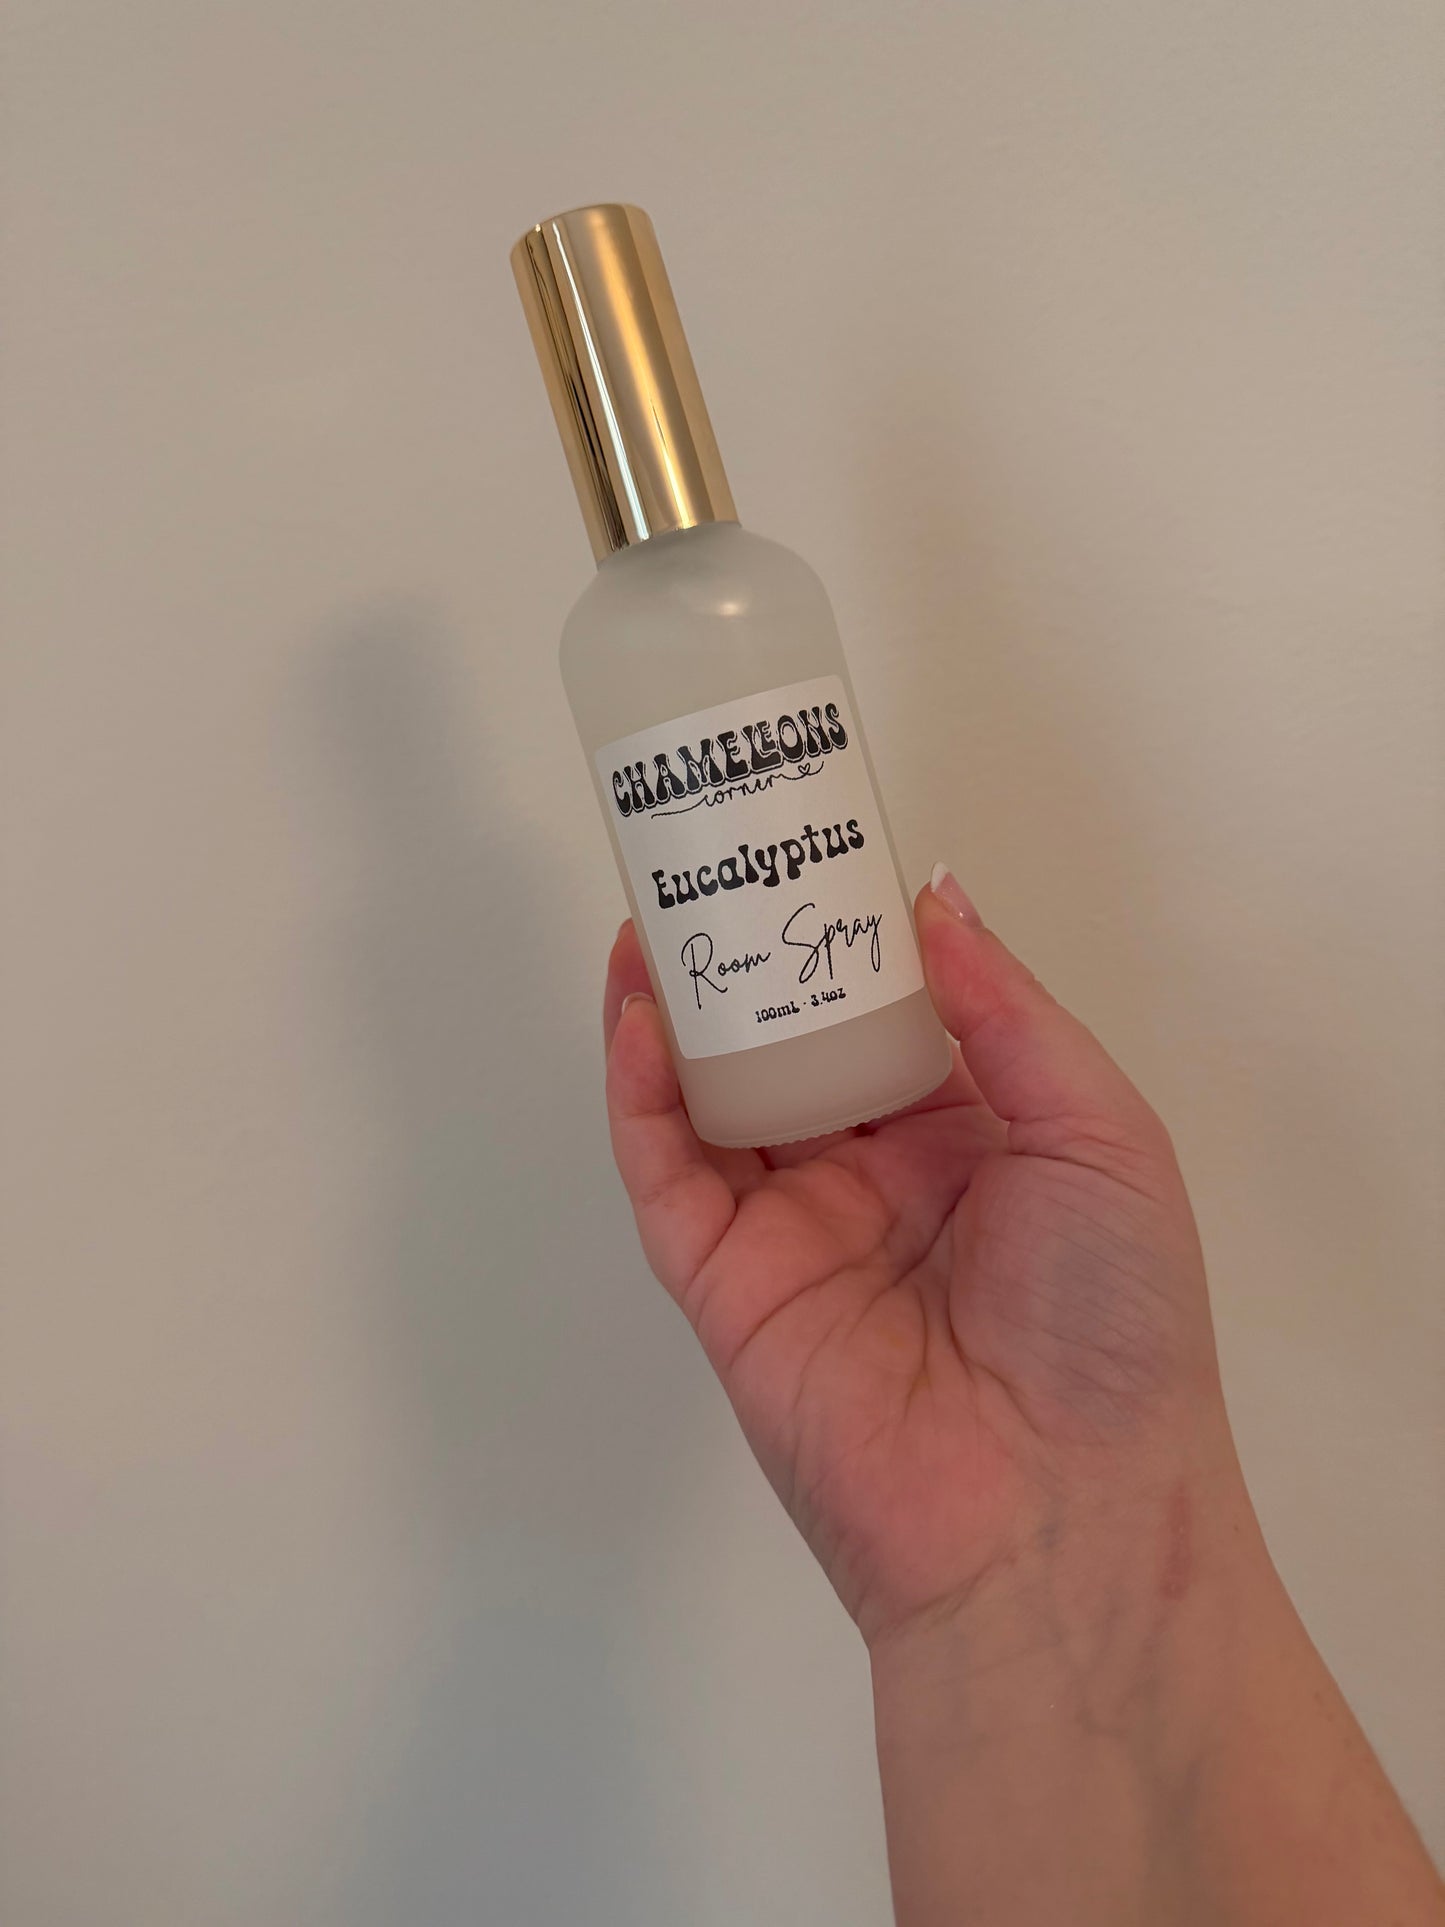 CHAMELEONS
corner
Eucalyptus
Room Spray
100mL - 3.4oz